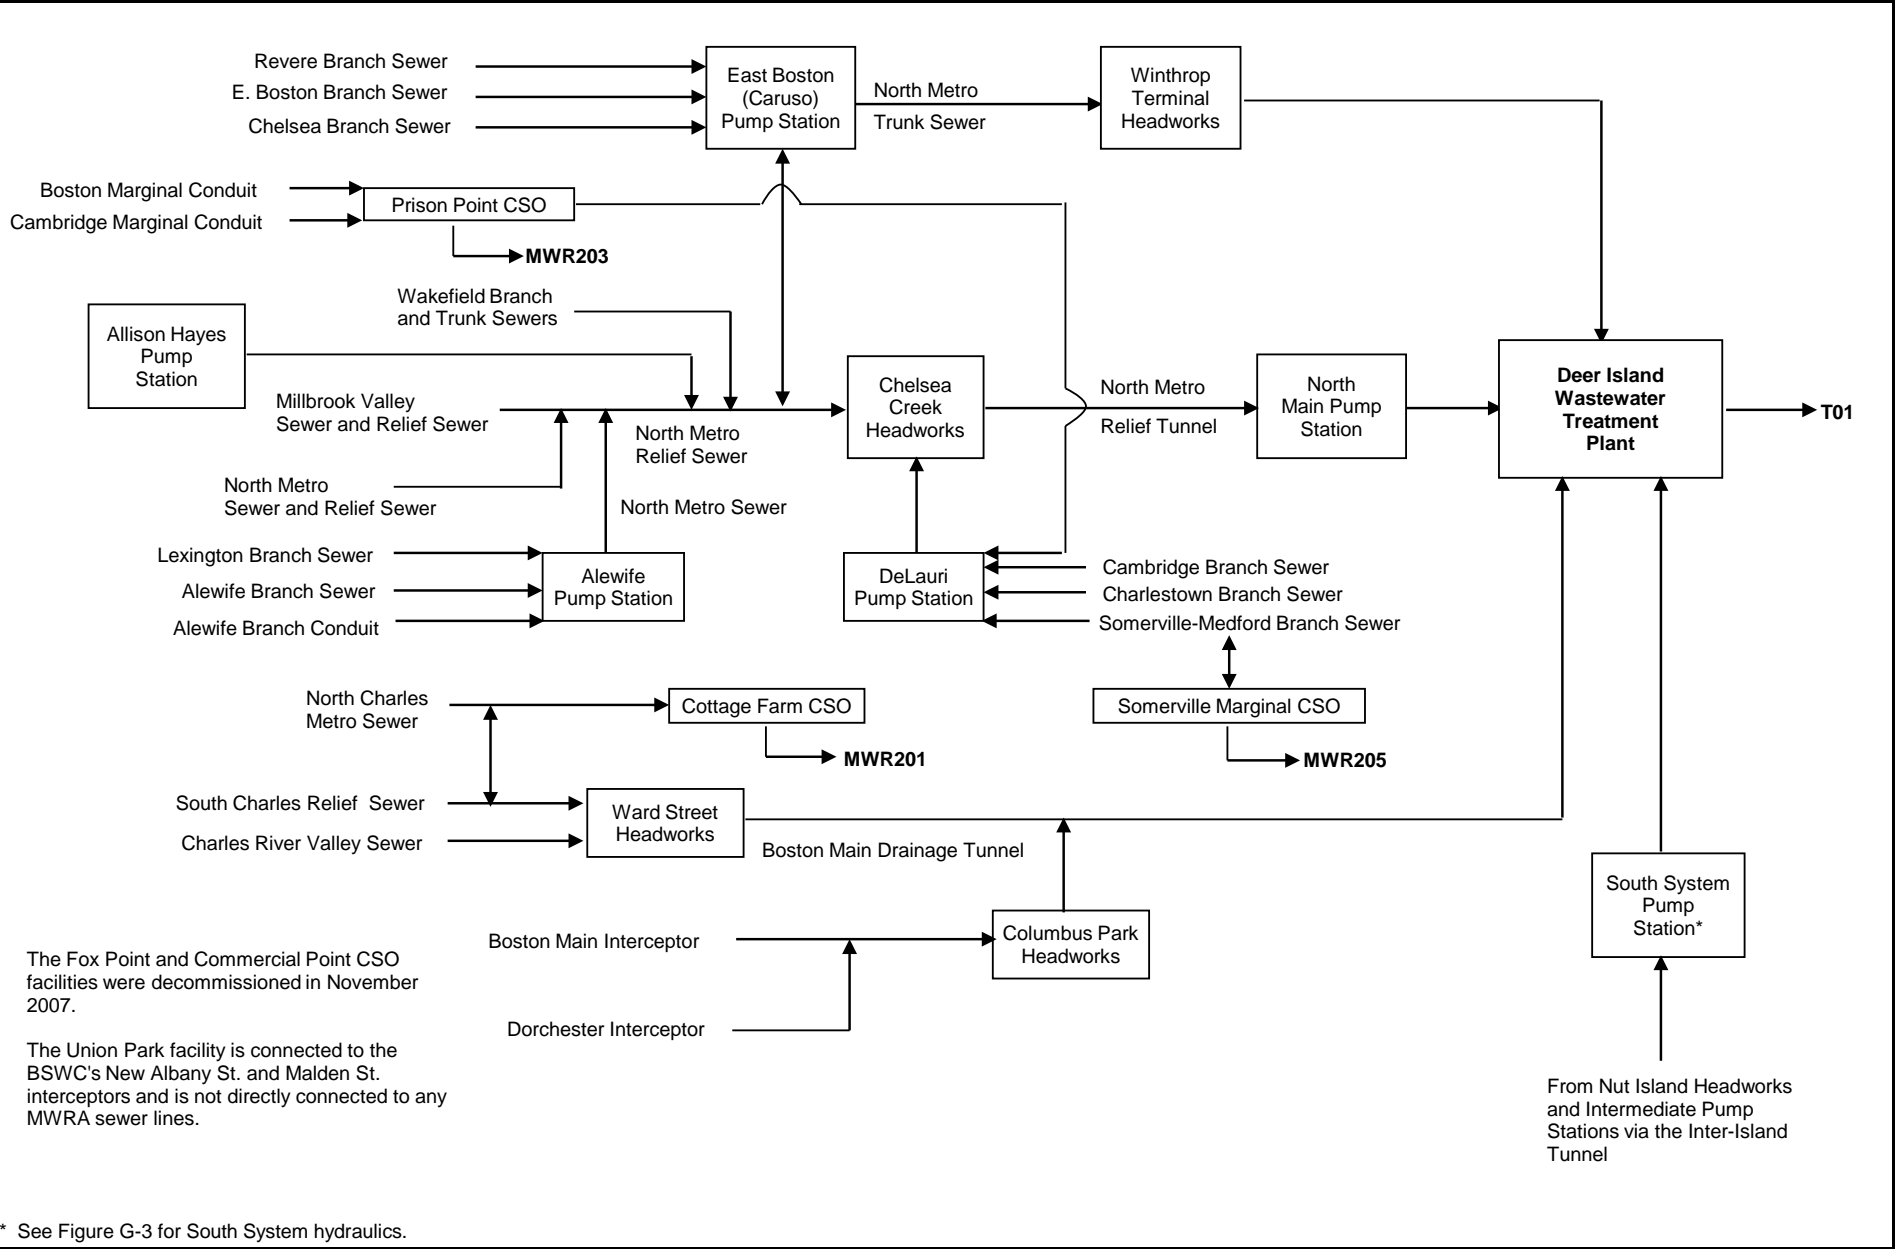 Revere Branch Sewer
E. Boston Branch Sewer
Chelsea Branch Sewer
East Boston
(Caruso)
Pump Station
North Metro
Trunk Sewer
Winthrop
Terminal
Headworks
Boston Marginal Conduit
Cambridge Marginal Conduit
Prison Point CSO
MWR203
Wakefield Branch
and Trunk Sewers
Allison Hayes
Pump
Station
Millbrook Valley
Sewer and Relief Sewer
North Metro
Relief Sewer
Chelsea
Creek
Headworks
North Metro
Relief Tunnel
North
Main Pump
Station
Deer Island
Wastewater
Treatment
Plant
T01
North Metro
Sewer and Relief Sewer
North Metro Sewer
Lexington Branch Sewer
Alewife Branch Sewer
Alewife Branch Conduit
Alewife
Pump Station
DeLauri
Pump Station
Cambridge Branch Sewer
Charlestown Branch Sewer
Somerville-Medford Branch Sewer
North Charles
Metro Sewer
Cottage Farm CSO
MWR201
Somerville Marginal CSO
MWR205
South Charles Relief  Sewer
Charles River Valley Sewer
Ward Street
Headworks
Boston Main Drainage Tunnel
Boston Main Interceptor
Dorchester Interceptor
Columbus Park
Headworks
South System
Pump
Station*
From Nut Island Headworks
and Intermediate Pump
Stations via the Inter-Island
Tunnel
The Fox Point and Commercial Point CSO
facilities were decommissioned in November
2007.
The Union Park facility is connected to the
BSWC's New Albany St. and Malden St.
interceptors and is not directly connected to any
MWRA sewer lines.
* See Figure G-3 for South System hydraulics.